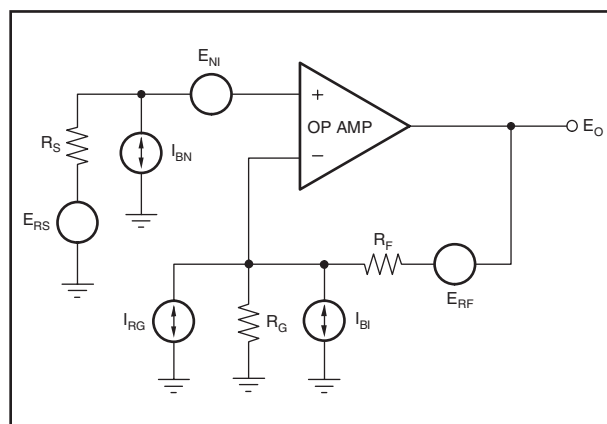 E_NI
+
OP AMP
E_O
−
R_S
I_BN
E_RS
R_F
E_RF
I_RG
R_G
I_BI